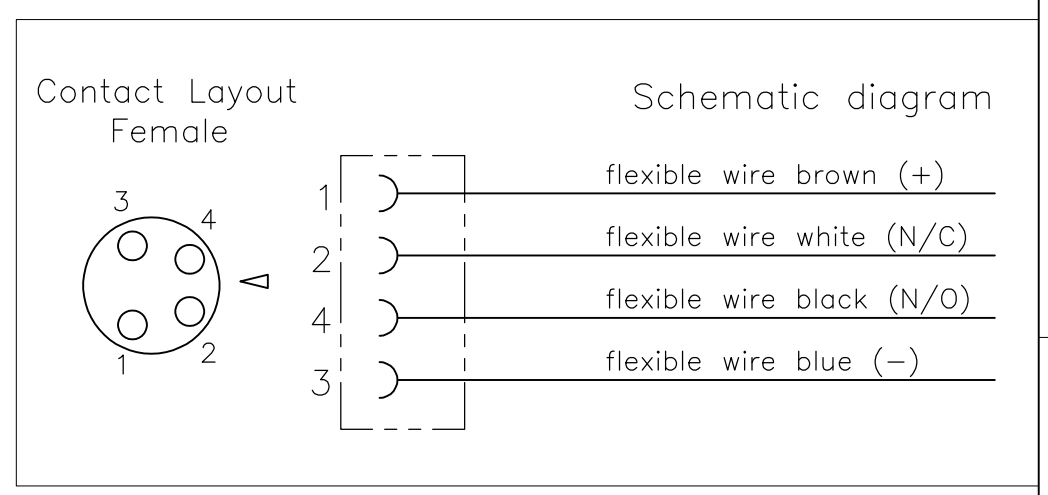 Contact Layout
Female
3
4
1
2
Schematic diagram
1 flexible wire brown (+)
2 flexible wire white (N/C)
4 flexible wire black (N/O)
3 flexible wire blue (−)